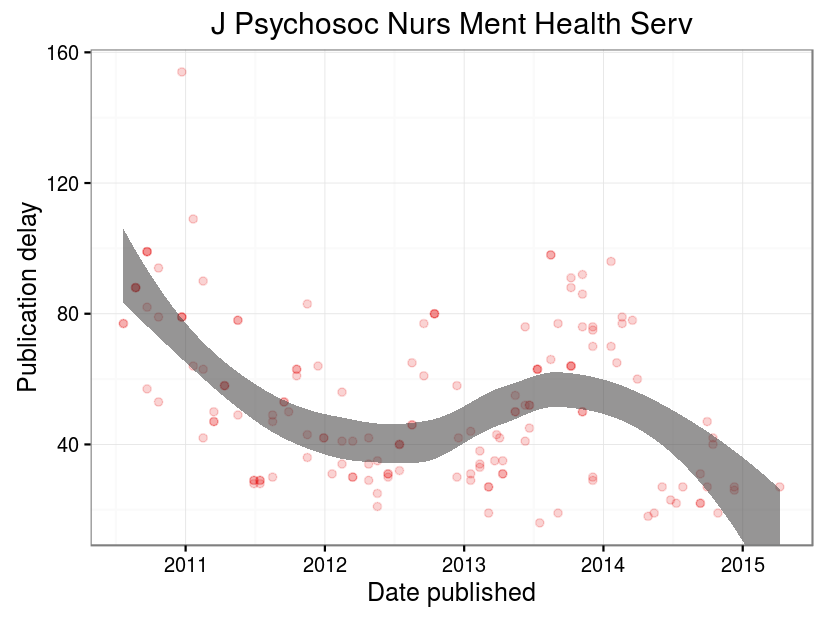 J Psychosoc Nurs Ment Health Serv
160
120
80
40
Publication delay
2011 2012 2013 2014 2015
Date published